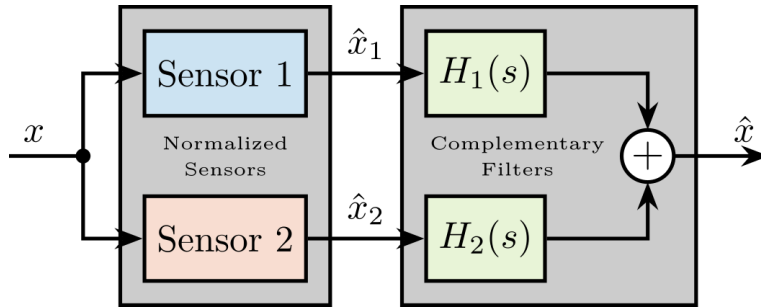 x
Sensor 1
Normalized
Sensors
Sensor 2
x̂₁
x̂₂
H₁(s)
Complementary
Filters
H₂(s)
+
x̂